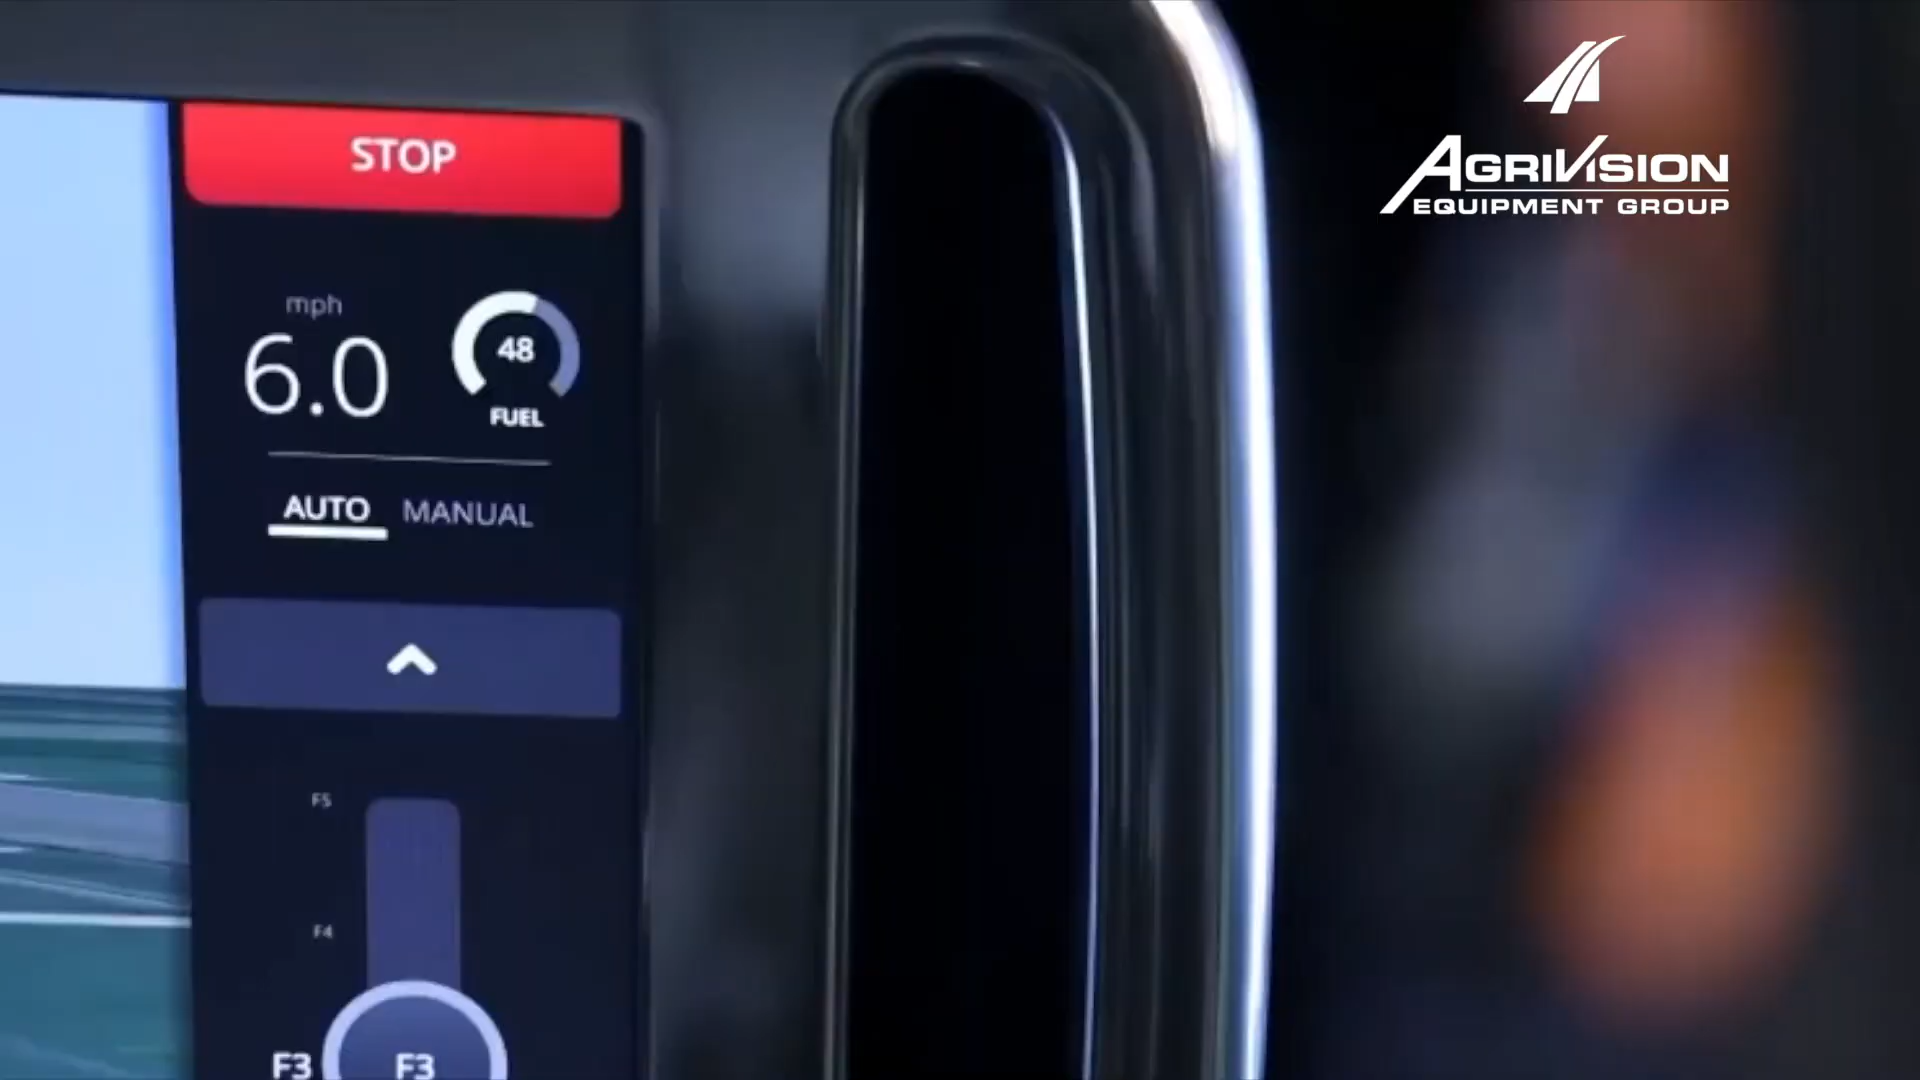 STOP
mph
6.0
48
FUEL
AUTO MANUAL
F5
F4
F3 F3
AGRIVISION
EQUIPMENT GROUP